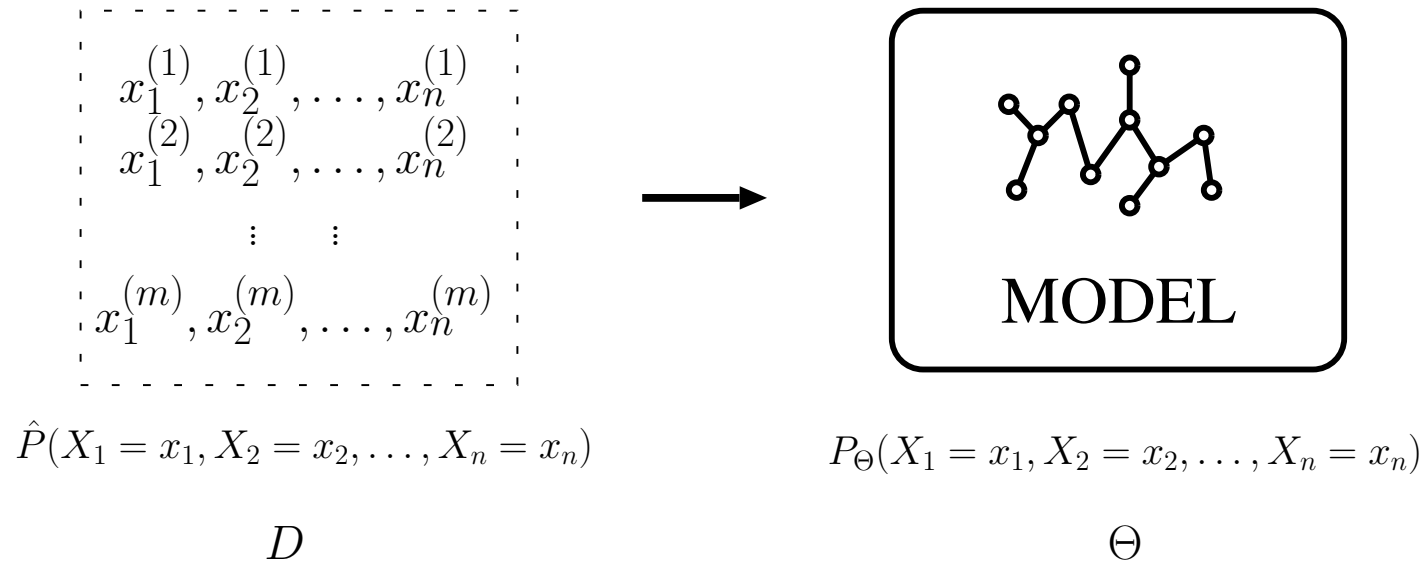 x_1^{(1)}, x_2^{(1)}, . . . , x_n^{(1)}
x_1^{(2)}, x_2^{(2)}, . . . , x_n^{(2)}
⋮ ⋮
x_1^{(m)}, x_2^{(m)}, . . . , x_n^{(m)}
MODEL
P̂(X_1 = x_1, X_2 = x_2, . . . , X_n = x_n)
P_Θ(X_1 = x_1, X_2 = x_2, . . . , X_n = x_n)
D
Θ